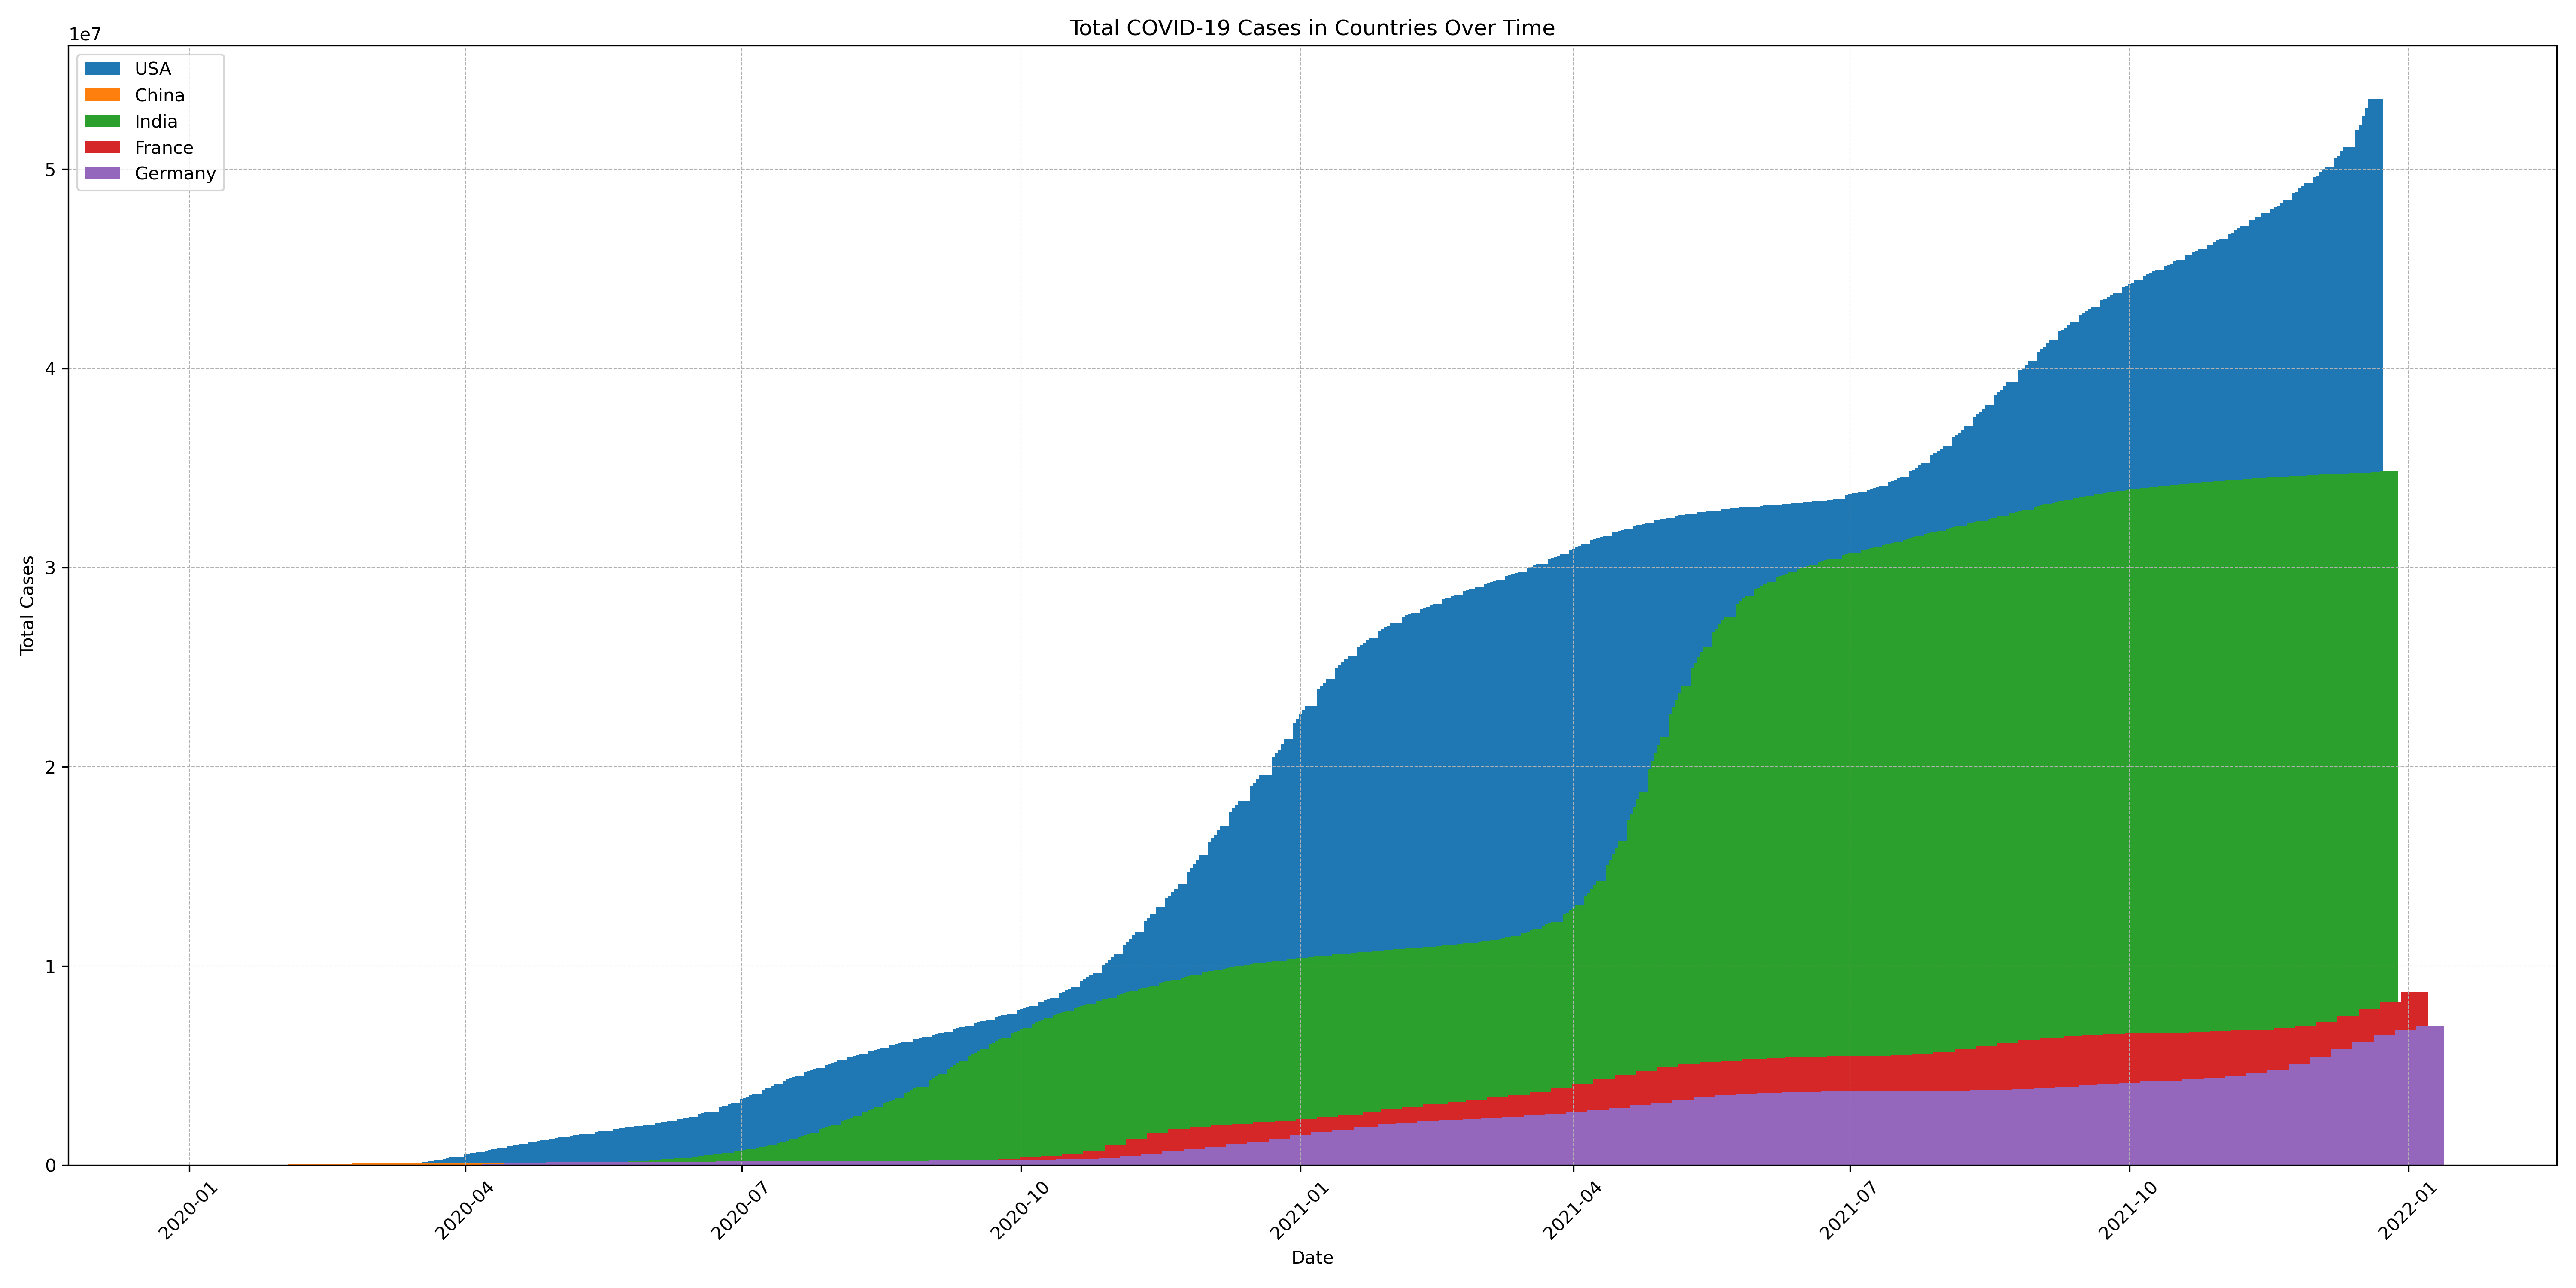 Total COVID-19 Cases in Countries Over Time
1e7
USA
China
India
France
Germany
5
4
3
2
1
0
Total Cases
2020-01
2020-04
2020-07
2020-10
2021-01
2021-04
2021-07
2021-10
2022-01
Date